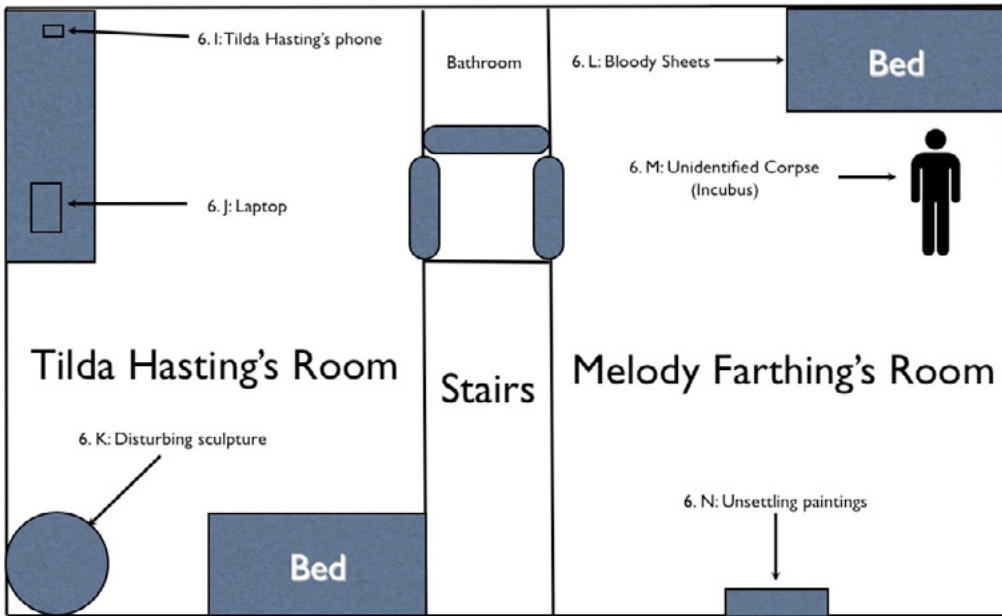 6. I: Tilda Hasting's phone
Bathroom
6. L: Bloody Sheets
Bed
6. M: Unidentified Corpse
(Incubus)
6. J: Laptop
Tilda Hasting's Room
Stairs
Melody Farthing's Room
6. K: Disturbing sculpture
6. N: Unsettling paintings
Bed